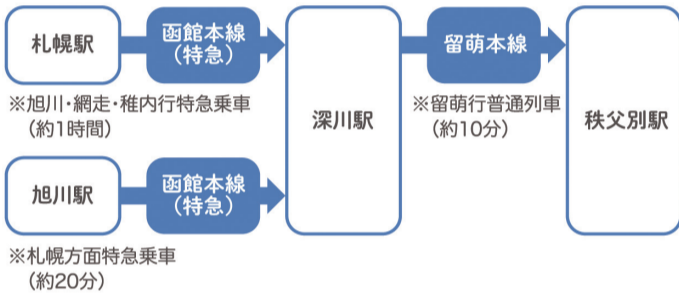 札幌駅
函館本線
（特急）
※旭川・網走・稚内行特急乗車
（約1時間）
旭川駅
函館本線
（特急）
※札幌方面特急乗車
（約20分）
深川駅
留萌本線
※留萌行普通列車
（約10分）
秩父別駅